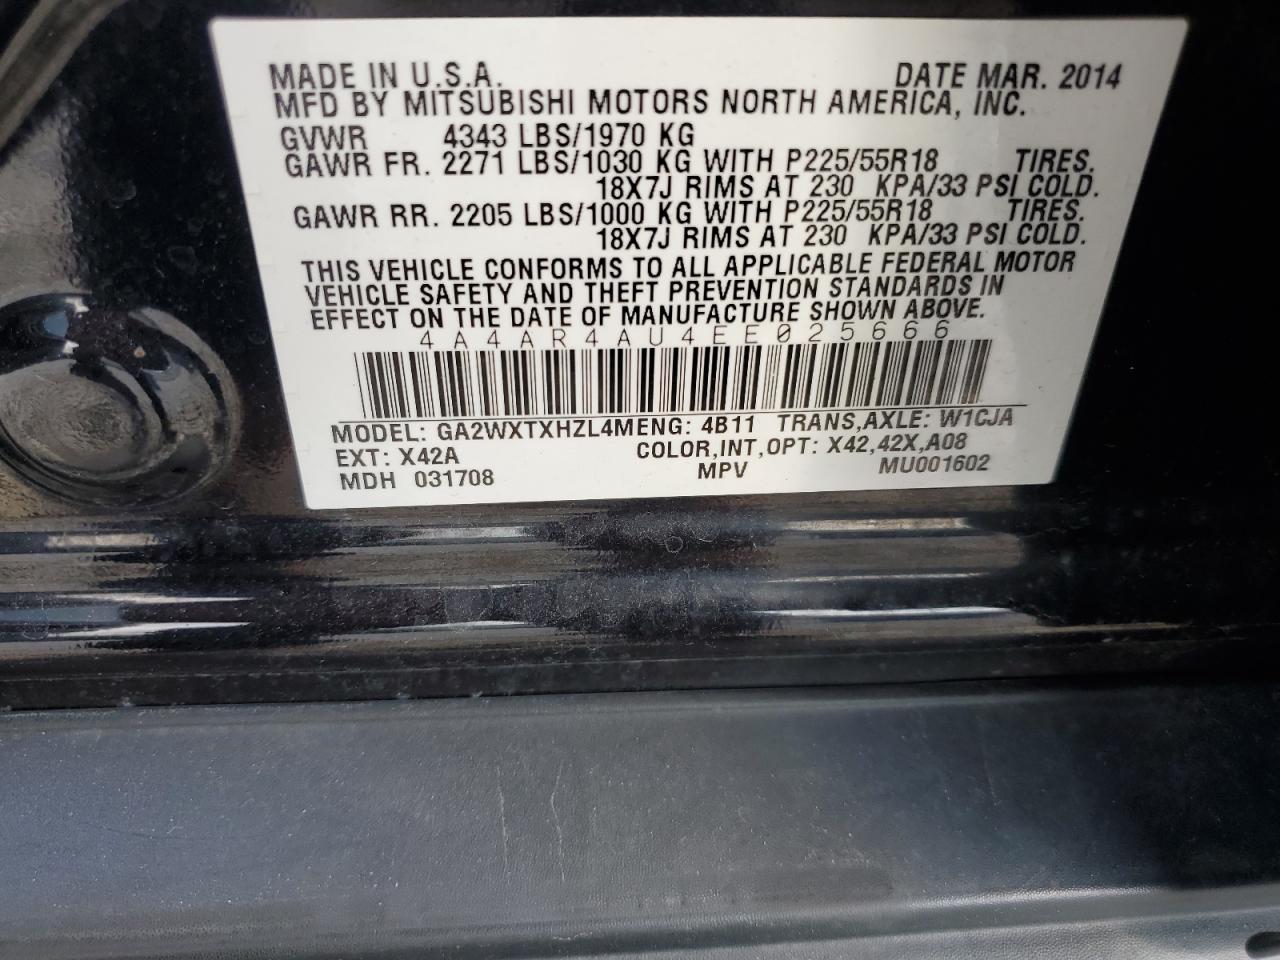 MADE IN U.S.A. DATE MAR. 2014
MFD BY MITSUBISHI MOTORS NORTH AMERICA, INC.
GVWR 4343 LBS/1970 KG
GAWR FR. 2271 LBS/1030 KG WITH P225/55R18 TIRES.
18X7J RIMS AT 230 KPA/33 PSI COLD.
GAWR RR. 2205 LBS/1000 KG WITH P225/55R18 TIRES.
18X7J RIMS AT 230 KPA/33 PSI COLD.
THIS VEHICLE CONFORMS TO ALL APPLICABLE FEDERAL MOTOR
VEHICLE SAFETY AND THEFT PREVENTION STANDARDS IN
EFFECT ON THE DATE OF MANUFACTURE SHOWN ABOVE.
4A4AR4AU4EE025666
MODEL: GA2WXTXHZL4MENG: 4B11 TRANS,AXLE: W1CJA
EXT: X42A COLOR,INT,OPT: X42,42X,A08
MDH 031708 MPV MU001602